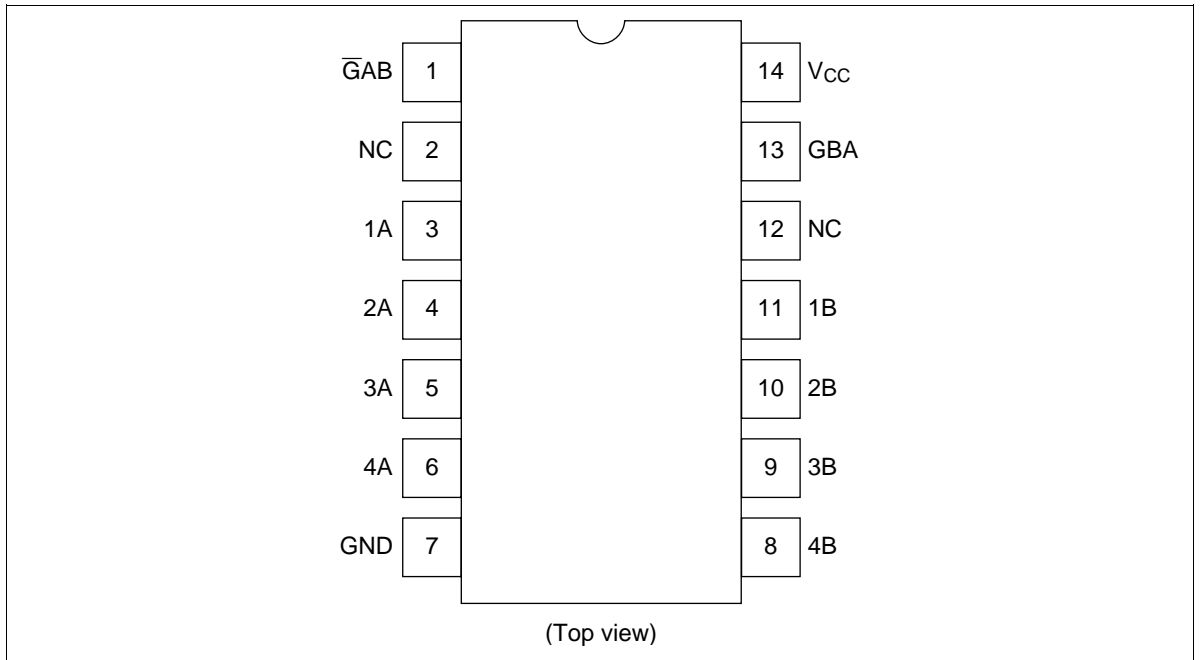 G̅AB 1 14 VCC
NC 2 13 GBA
1A 3 12 NC
2A 4 11 1B
3A 5 10 2B
4A 6 9 3B
GND 7 8 4B
(Top view)